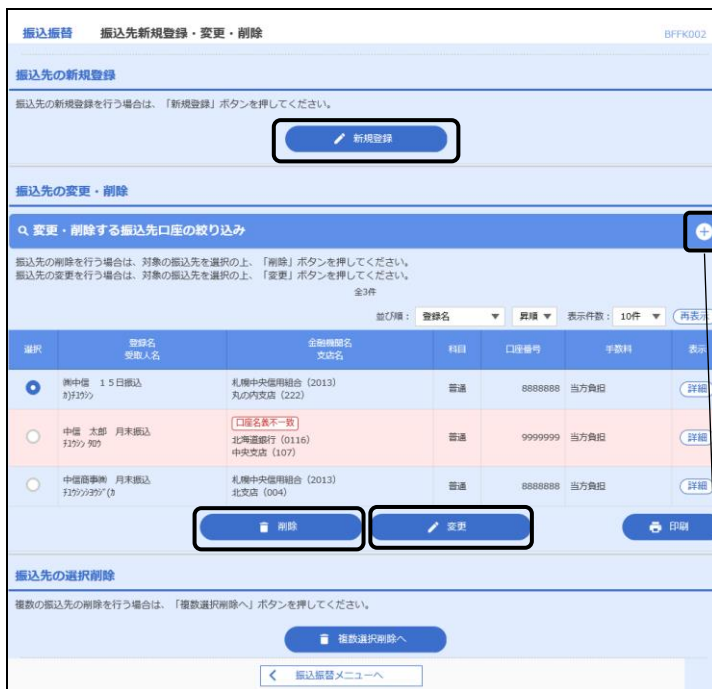 振込振替 振込先新規登録・変更・削除 BFFK002
振込先の新規登録
振込先の新規登録を行う場合は、「新規登録」ボタンを押してください。
新規登録
振込先の変更・削除
変更・削除する振込先口座の絞り込み
振込先の削除を行う場合は、対象の振込先を選択の上、「削除」ボタンを押してください。
振込先の変更を行う場合は、対象の振込先を選択の上、「変更」ボタンを押してください。
全3件
並び順： 登録名 昇順 表示件数： 10件 再表示
選択 登録名 金融機関名 科目 口座番号 手数料 表示
受取人名 支店名
㈱中信 15日振込 札幌中央信用組合（2013） 普通 8888888 当方負担 詳細
ｶ)ﾁﾕｳｼﾝ 丸の内支店（222）
口座名義不一致
中信 太郎 月末振込 北海道銀行（0116） 普通 9999999 当方負担 詳細
ﾁﾕｳｼﾝ ﾀﾛｳ 中央支店（107）
中信商事㈱ 月末振込 札幌中央信用組合（2013） 普通 8888888 当方負担 詳細
ﾁﾕｳｼﾝｼﾖｳｼﾞ(ｶ 北支店（004）
削除 変更 印刷
振込先の選択削除
複数の振込先の削除を行う場合は、「複数選択削除へ」ボタンを押してください。
複数選択削除へ
振込振替メニューへ